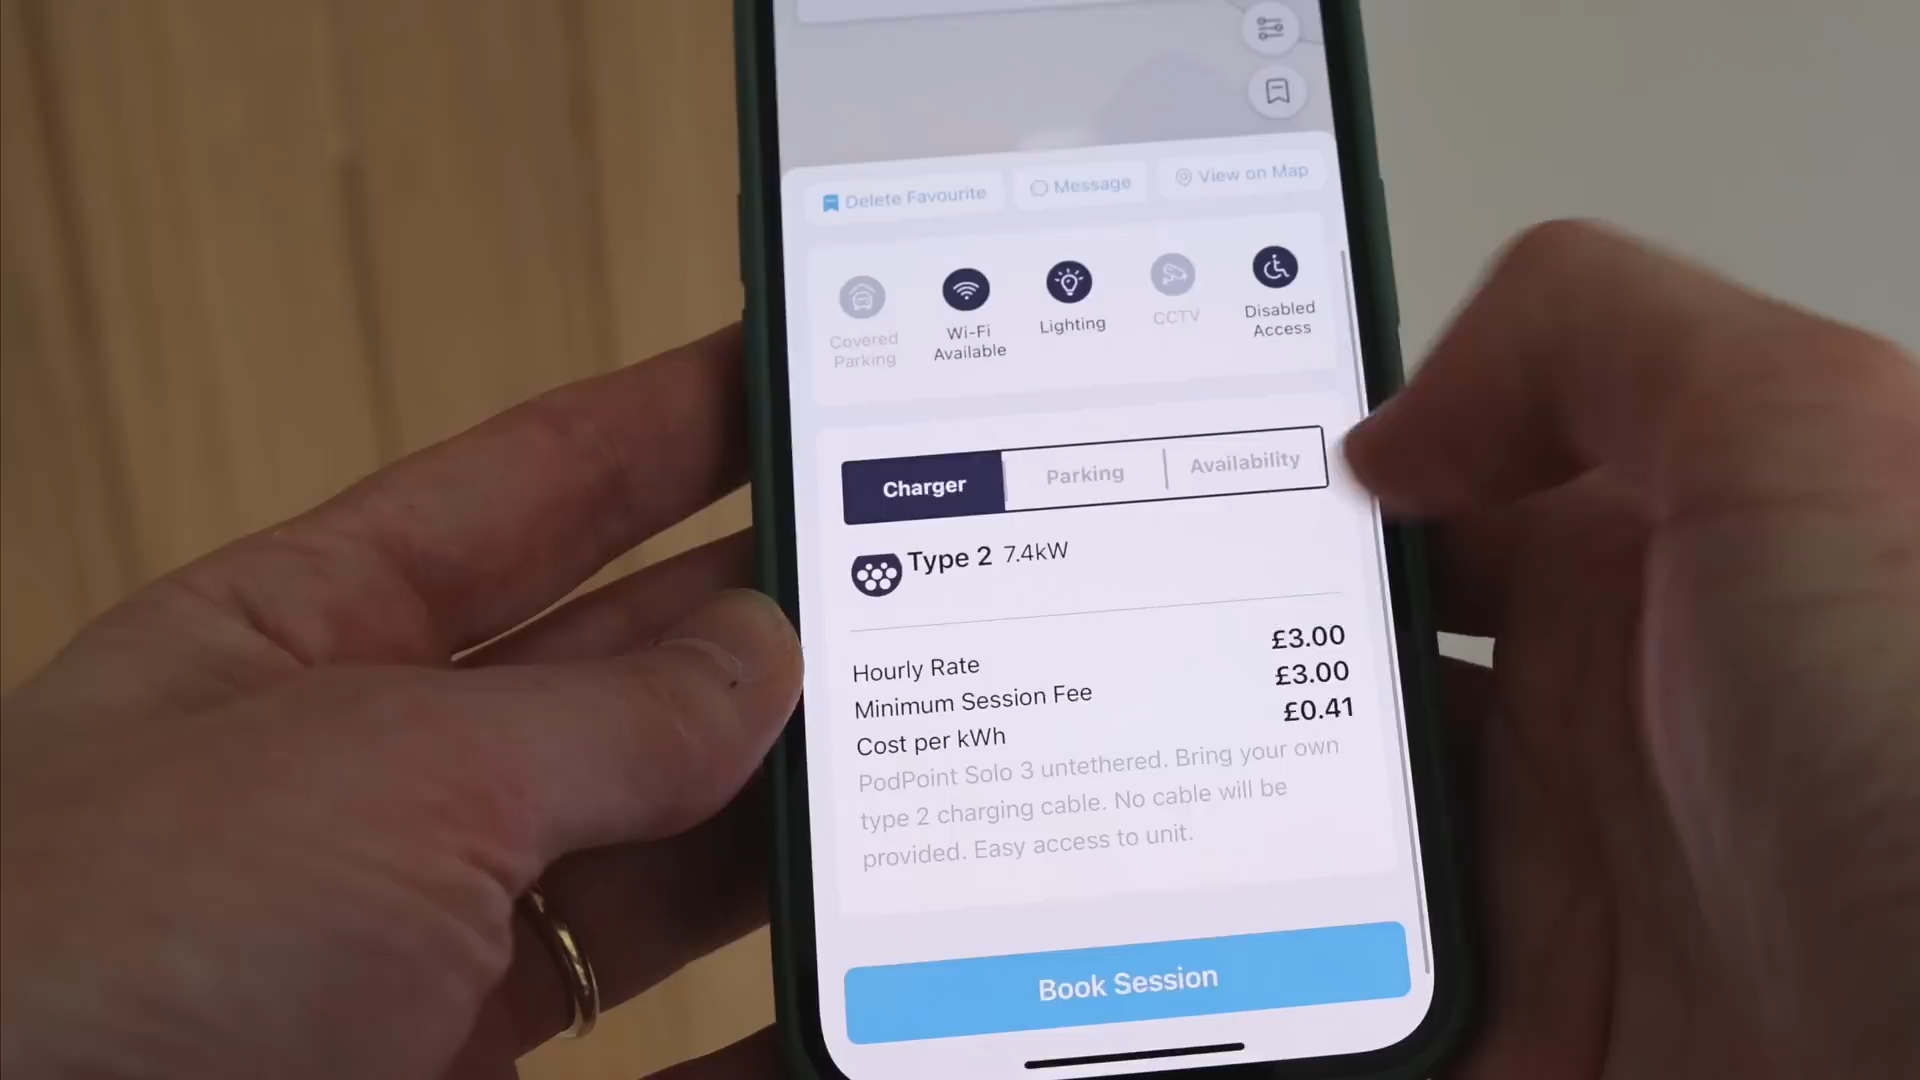 Delete Favourite
Message
View on Map
Covered
Parking
Wi-Fi
Available
Lighting
CCTV
Disabled
Access
Charger
Parking
Availability
Type 2 7.4kW
Hourly Rate £3.00
Minimum Session Fee £3.00
Cost per kWh £0.41
PodPoint Solo 3 untethered. Bring your own
type 2 charging cable. No cable will be
provided. Easy access to unit.
Book Session